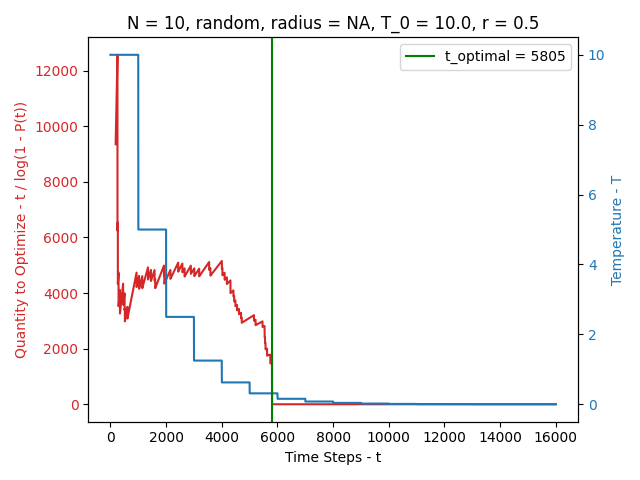 N = 10, random, radius = NA, T_0 = 10.0, r = 0.5
t_optimal = 5805
Quantity to Optimize - t / log(1 - P(t))
12000
10000
8000
6000
4000
2000
0
10
8
6
4
2
0
Temperature - T
0 2000 4000 6000 8000 10000 12000 14000 16000
Time Steps - t